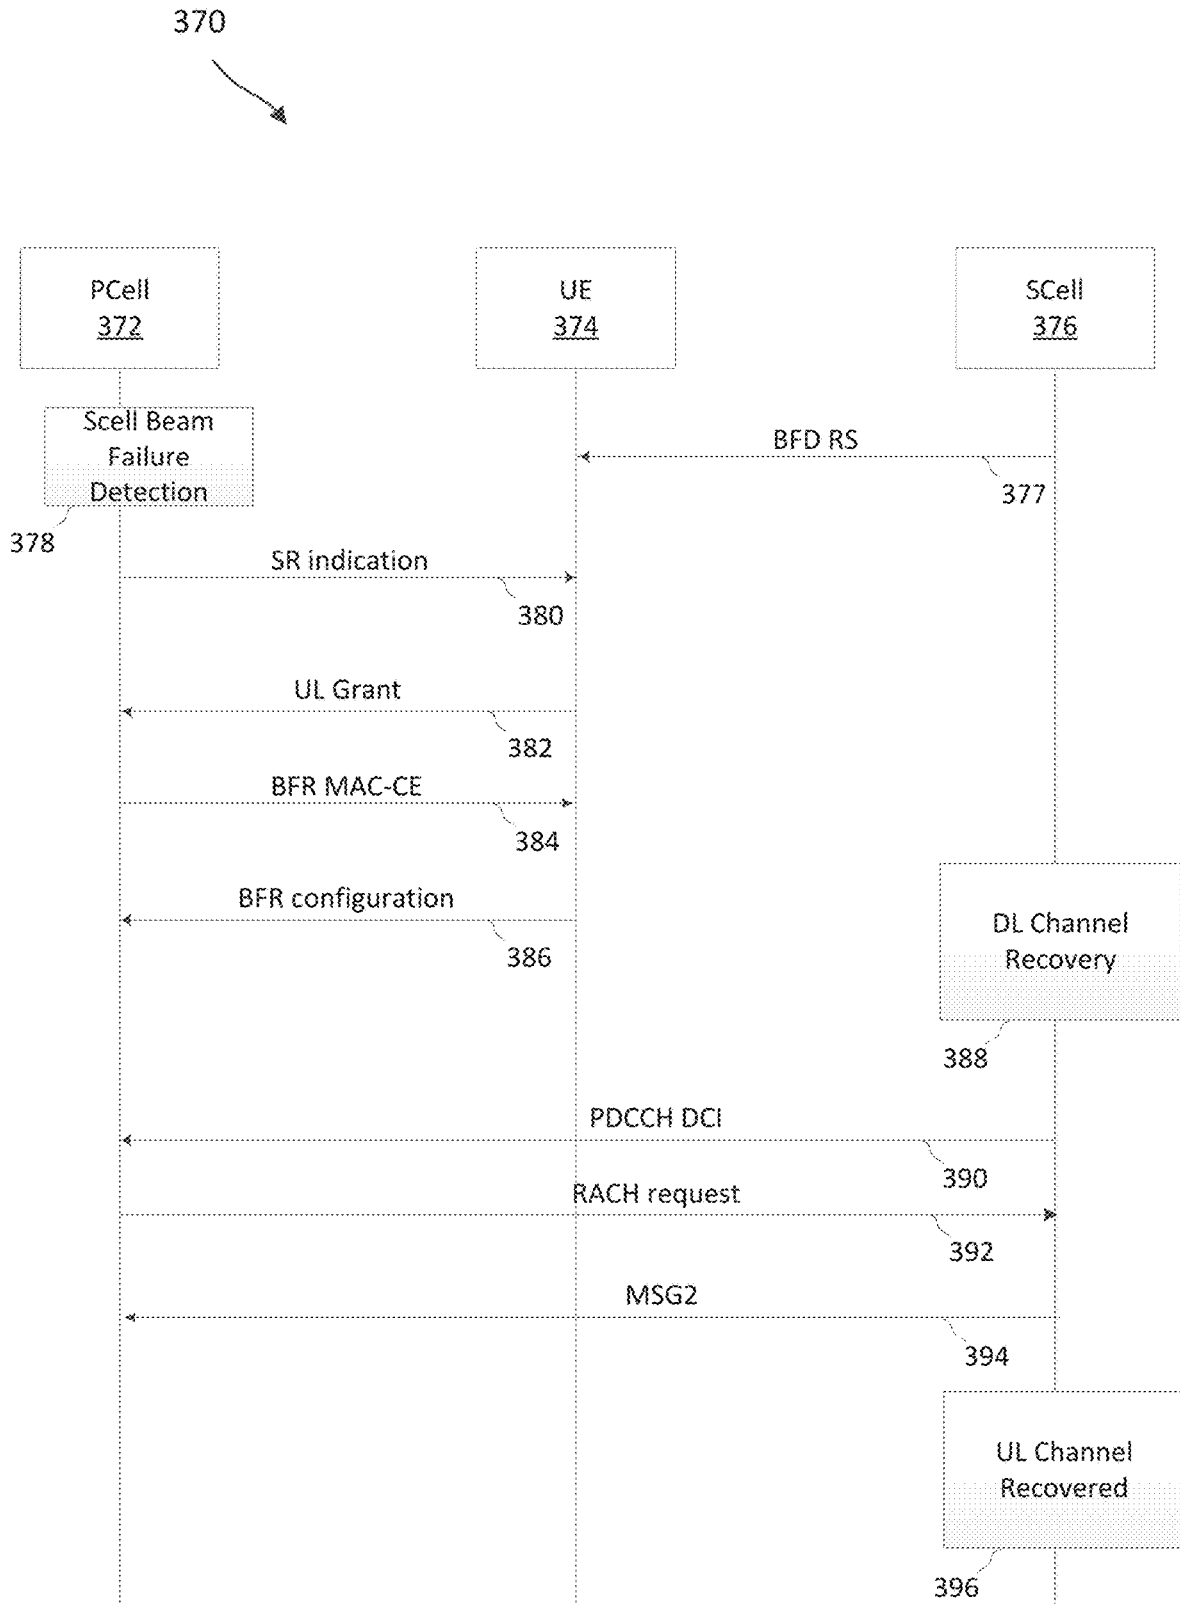 370
PCell
372
UE
374
SCell
376
Scell Beam
Failure
Detection
378
BFD RS
377
SR indication
380
UL Grant
382
BFR MAC-CE
384
BFR configuration
386
DL Channel
Recovery
388
PDCCH DCI
390
RACH request
392
MSG2
394
UL Channel
Recovered
396